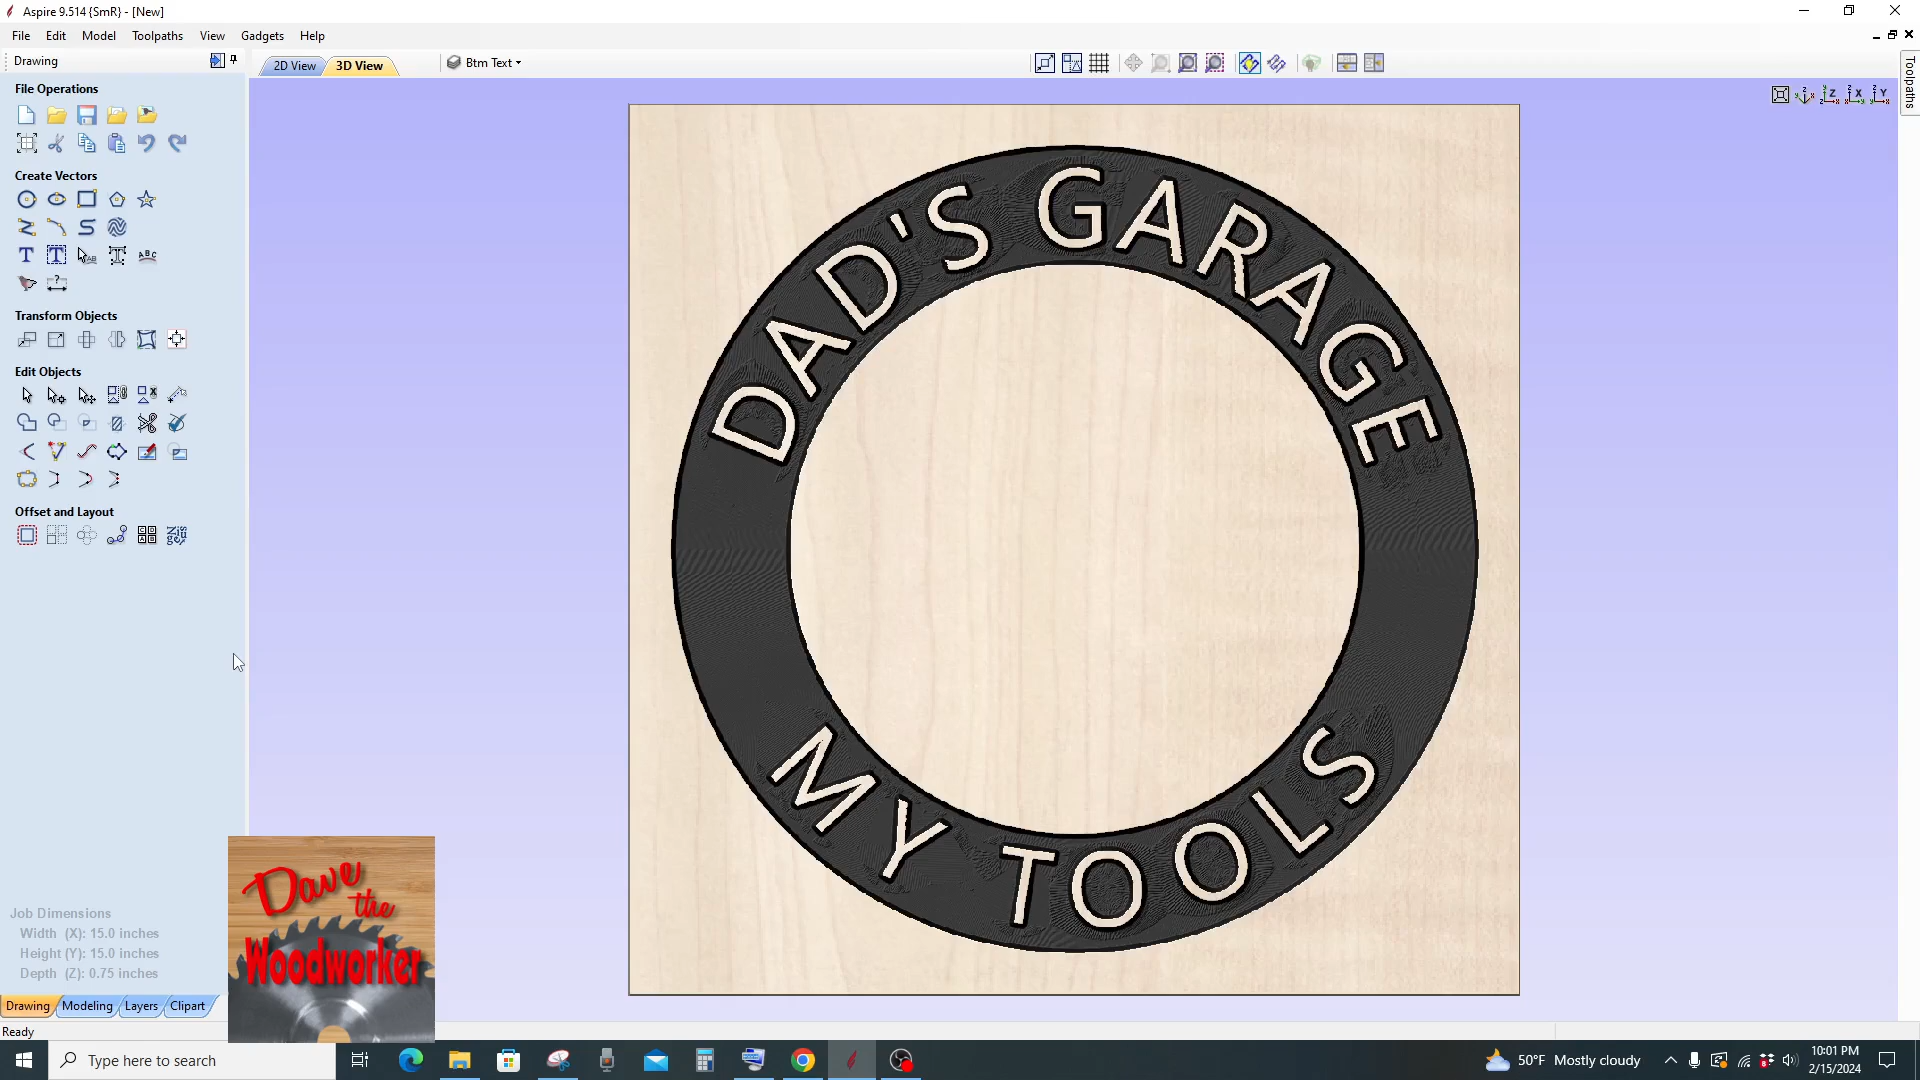 Aspire 9.514 {SmR} - [New]
File Edit Model Toolpaths View Gadgets Help
Drawing
2D View 3D View Btm Text
Toolpaths
File Operations
Create Vectors
Transform Objects
Edit Objects
Offset and Layout
DAD'S GARAGE
MY TOOLS
Dave
the
Woodworker
Job Dimensions
Width (X): 15.0 inches
Height (Y): 15.0 inches
Depth (Z): 0.75 inches
Drawing Modeling Layers Clipart
Ready
Type here to search
50°F Mostly cloudy
10:01 PM
2/15/2024